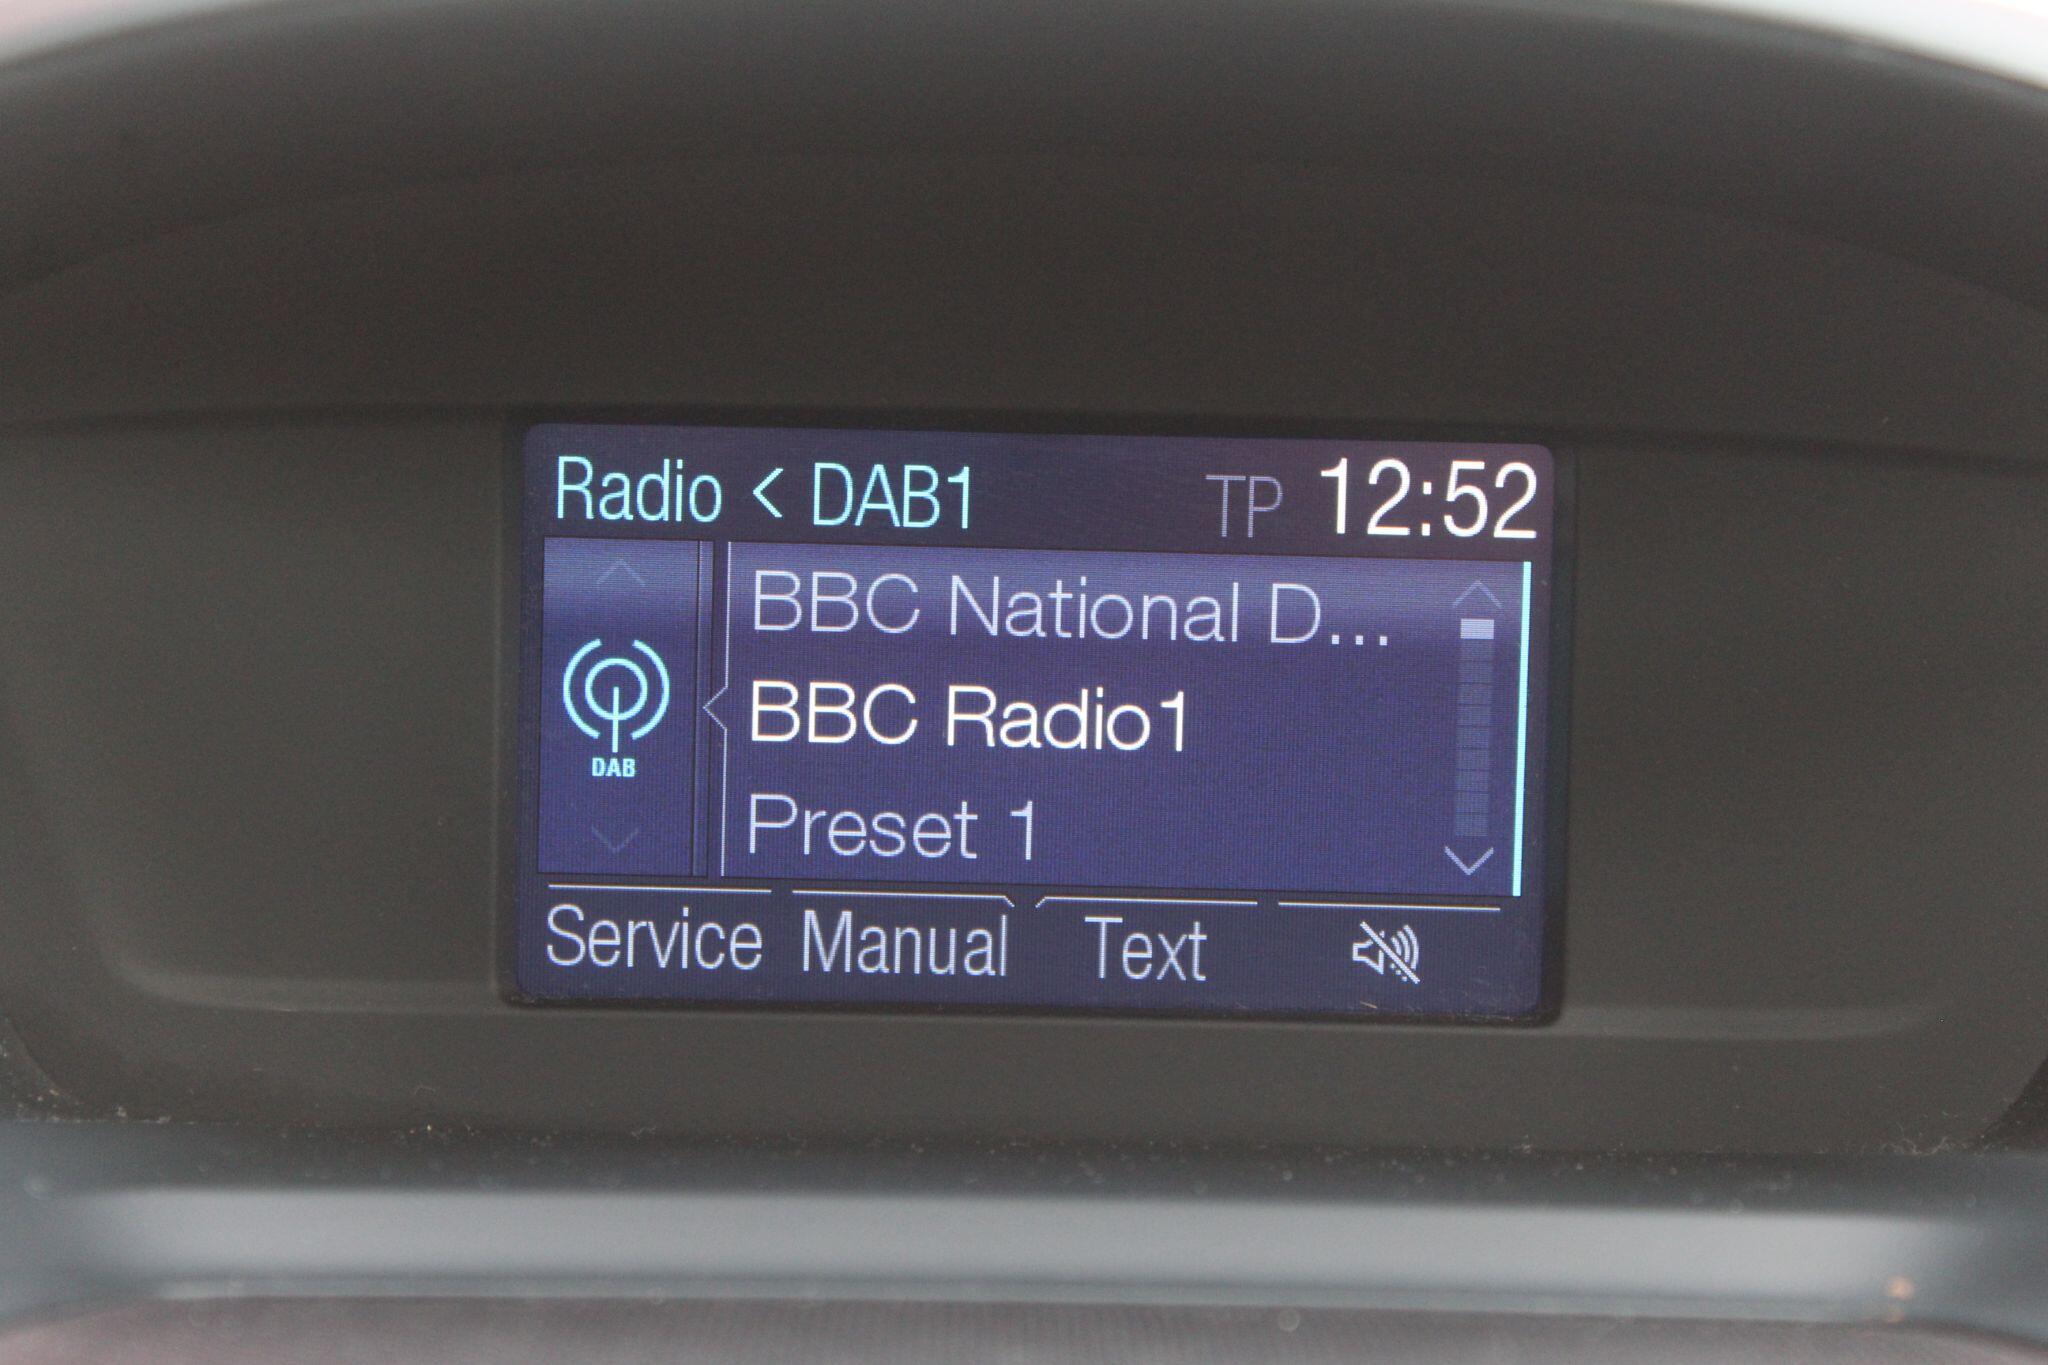 Radio < DAB1 TP 12:52
BBC National D...
BBC Radio1
DAB
Preset 1
Service Manual Text